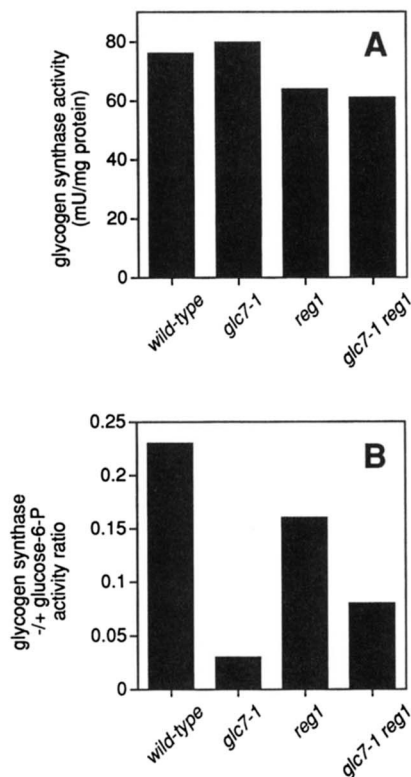 A
glycogen synthase activity
(mU/mg protein)
80
60
40
20
0
wild-type
glc7-1
reg1
glc7-1 reg1
B
glycogen synthase
-/+ glucose-6-P
activity ratio
0.25
0.2
0.15
0.1
0.05
0
wild-type
glc7-1
reg1
glc7-1 reg1